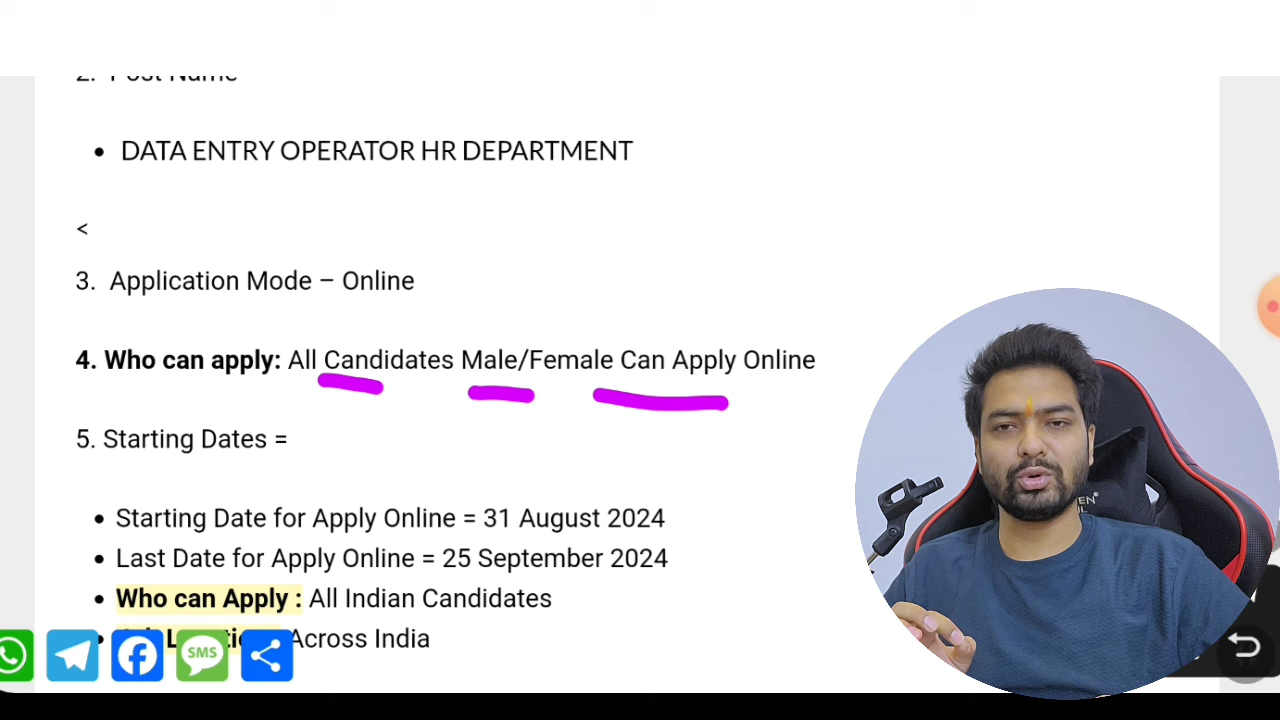 2. Post Name
• DATA ENTRY OPERATOR HR DEPARTMENT
<
3. Application Mode – Online
4. Who can apply: All Candidates Male/Female Can Apply Online
5. Starting Dates =
• Starting Date for Apply Online = 31 August 2024
• Last Date for Apply Online = 25 September 2024
• Who can Apply : All Indian Candidates
• Across India
SMS